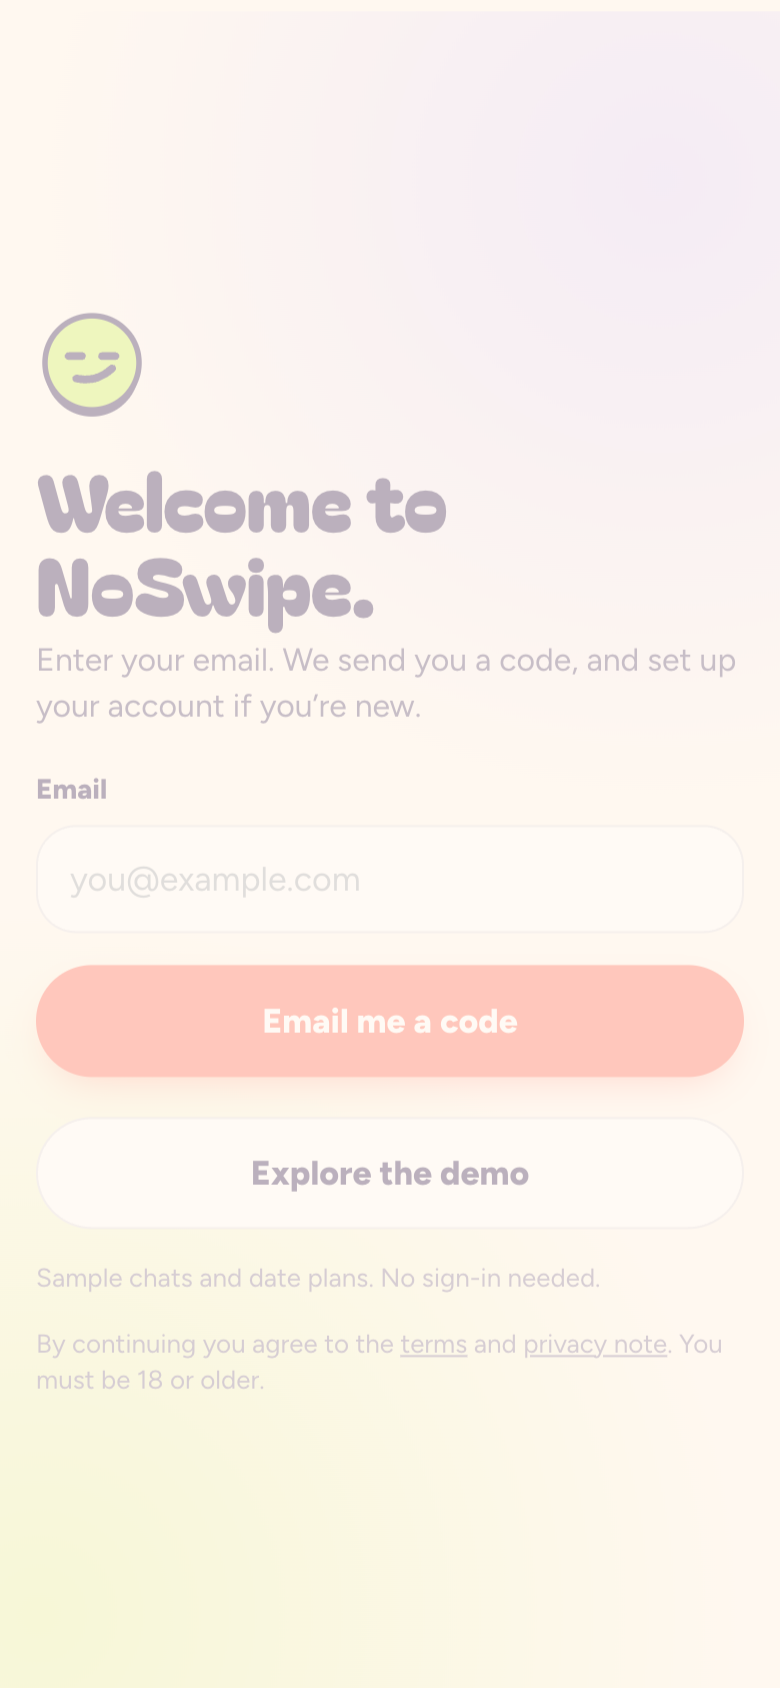 Welcome to
NoSwipe.
Enter your email. We send you a code, and set up
your account if you’re new.
Email
you@example.com
Email me a code
Explore the demo
Sample chats and date plans. No sign-in needed.
By continuing you agree to the terms and privacy note. You
must be 18 or older.